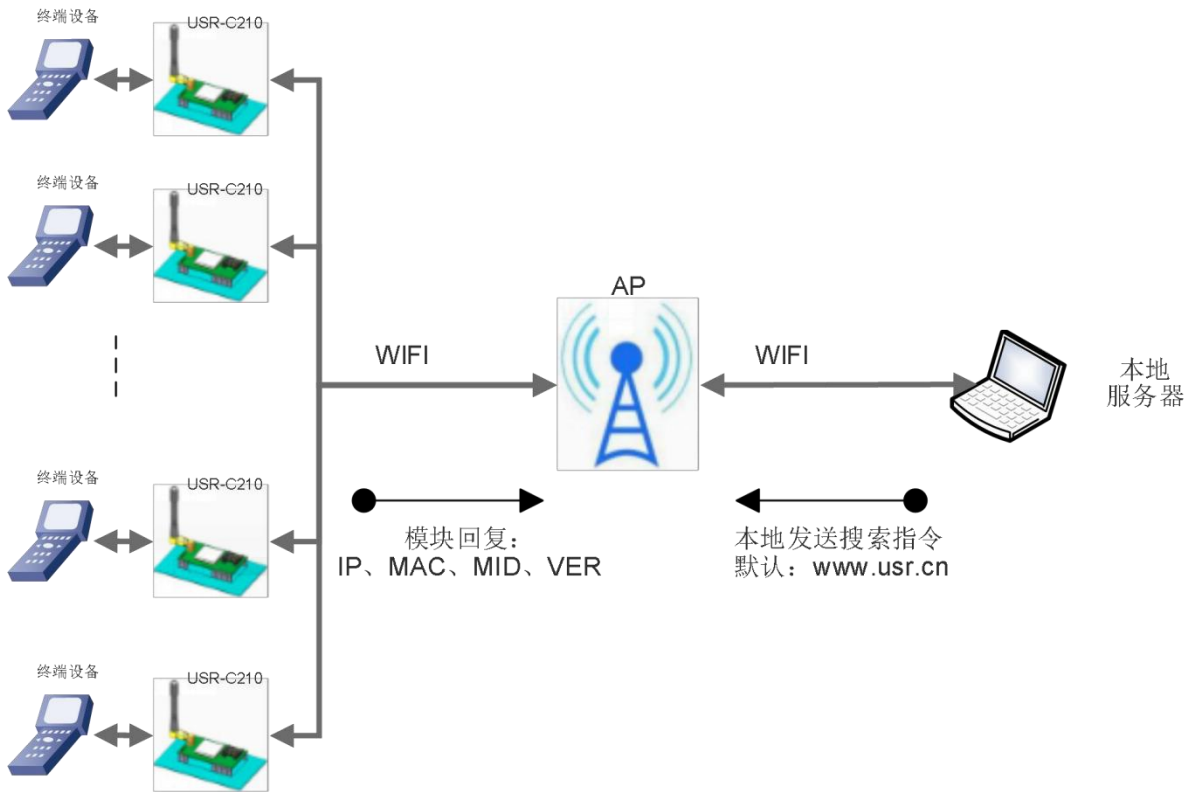 终端设备
USR-C210
终端设备
USR-C210
AP
WIFI
WIFI
本地
服务器
终端设备
USR-C210
模块回复：
IP、MAC、MID、VER
本地发送搜索指令
默认：www.usr.cn
终端设备
USR-C210